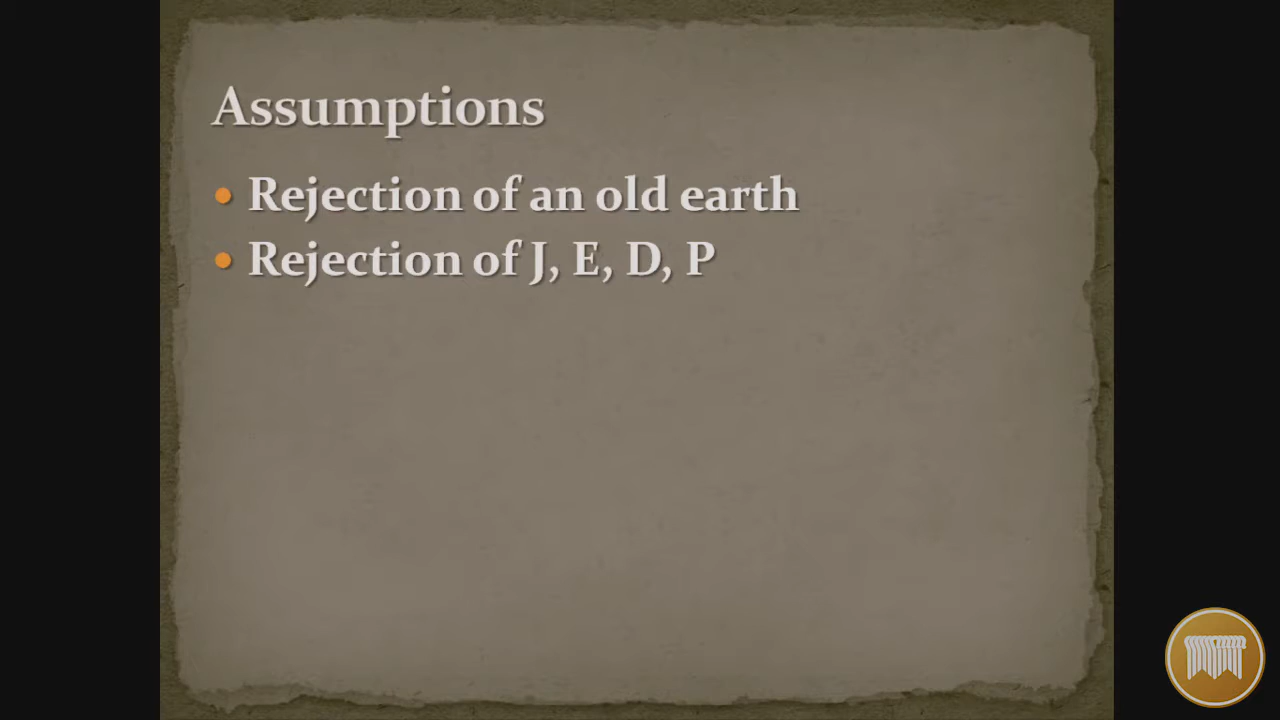 Assumptions
• Rejection of an old earth
• Rejection of J, E, D, P